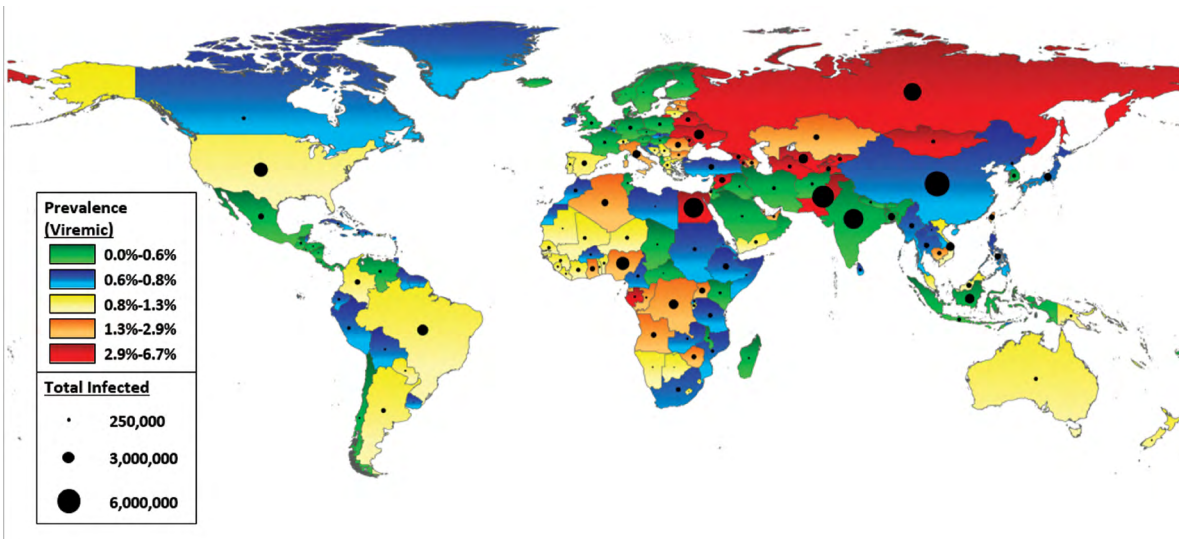 Prevalence
(Viremic)
0.0%-0.6%
0.6%-0.8%
0.8%-1.3%
1.3%-2.9%
2.9%-6.7%
Total Infected
250,000
3,000,000
6,000,000